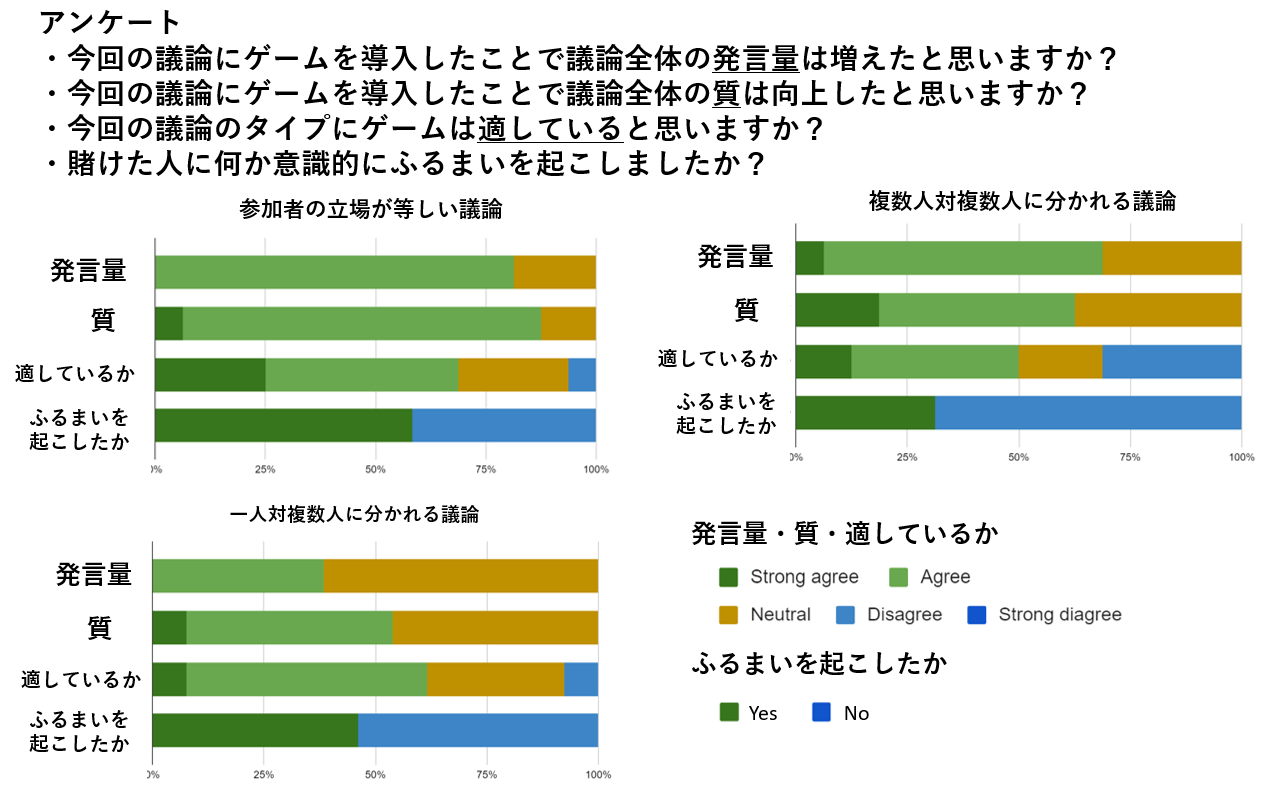 アンケート
・今回の議論にゲームを導入したことで議論全体の発言量は増えたと思いますか？
・今回の議論にゲームを導入したことで議論全体の質は向上したと思いますか？
・今回の議論のタイプにゲームは適していると思いますか？
・賭けた人に何か意識的にふるまいを起こしましたか？
参加者の立場が等しい議論
発言量
質
適しているか
ふるまいを
起こしたか
0% 25% 50% 75% 100%
複数人対複数人に分かれる議論
発言量
質
適しているか
ふるまいを
起こしたか
0% 25% 50% 75% 100%
一人対複数人に分かれる議論
発言量
質
適しているか
ふるまいを
起こしたか
0% 25% 50% 75% 100%
発言量・質・適しているか
Strong agree Agree
Neutral Disagree Strong diagree
ふるまいを起こしたか
Yes No